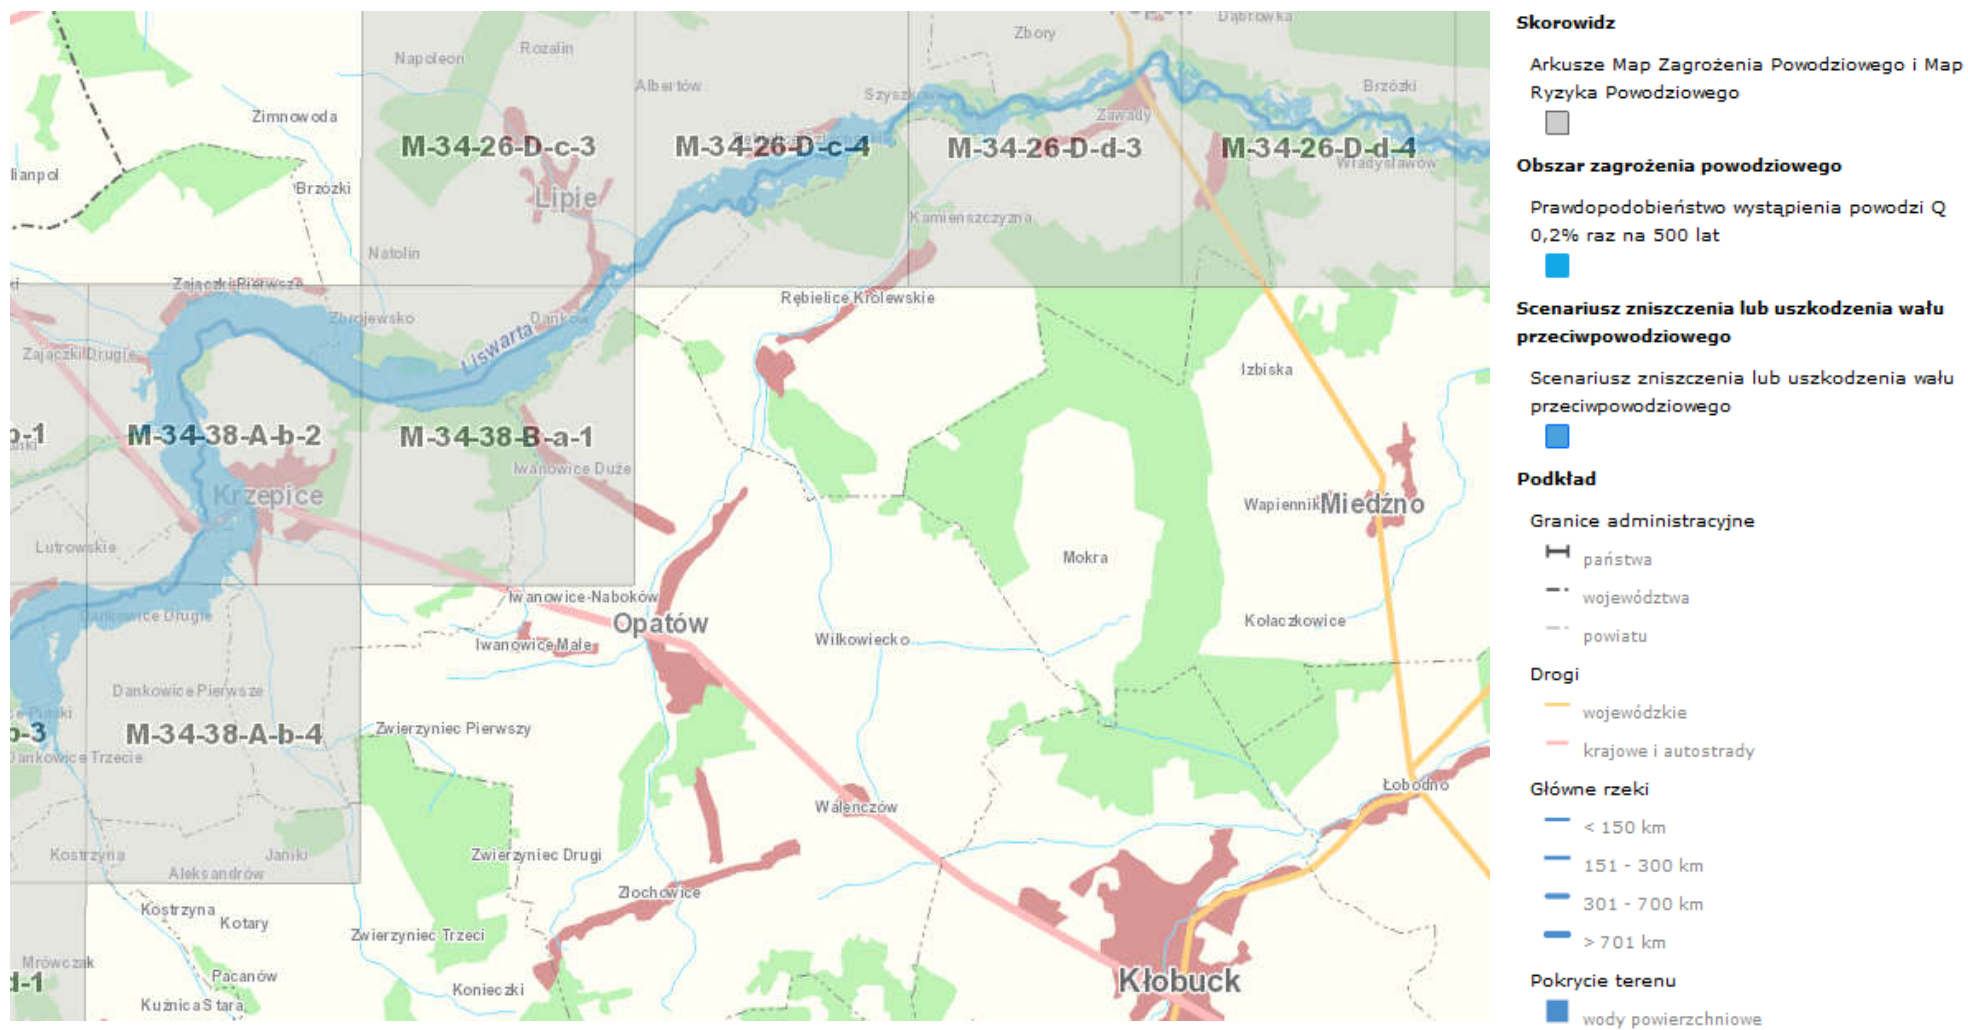 Dąbrowka
Zbory
Rozalin
Napoleon
Albertów
Brzózki
Zawady
Zimnowoda
M-34-26-D-c-3
M-34-26-D-c-4
M-34-26-D-d-3
M-34-26-D-d-4
Władysławów
lianpol
Brzózki
Lipie
Kamieńszczyzna
Natolin
Zajączki Pierwsze
Rębielice Królewskie
Zbrojewsko
Danków
Liswarta
Zajączki Drugie
Izbiska
M-34-38-A-b-2
M-34-38-B-a-1
Iwanowice Duże
Krzepice
Miedźno
Lutrowskie
Mokra
Iwanowice-Naboków
Dankowice Drugie
Opatów
Kołaczkowice
Iwanowice Małe
Wilkowiecko
Dankowice Pierwsze
Zwierzyniec Pierwszy
M-34-38-A-b-4
Dankowice Trzecie
Łobodno
Walenczów
Kostrzyna
Janiki
Zwierzyniec Drugi
Aleksandrów
Złochowice
Kostrzyna
Kotary
Zwierzyniec Trzeci
Mrówczak
Pacanów
Konieczki
Kłobuck
Kuźnica Stara
Skorowidz
Arkusze Map Zagrożenia Powodziowego i Map
Ryzyka Powodziowego
Obszar zagrożenia powodziowego
Prawdopodobieństwo wystąpienia powodzi Q
0,2% raz na 500 lat
Scenariusz zniszczenia lub uszkodzenia wału
przeciwpowodziowego
Scenariusz zniszczenia lub uszkodzenia wału
przeciwpowodziowego
Podkład
Granice administracyjne
państwa
województwa
powiatu
Drogi
wojewódzkie
krajowe i autostrady
Główne rzeki
< 150 km
151 - 300 km
301 - 700 km
> 701 km
Pokrycie terenu
wody powierzchniowe